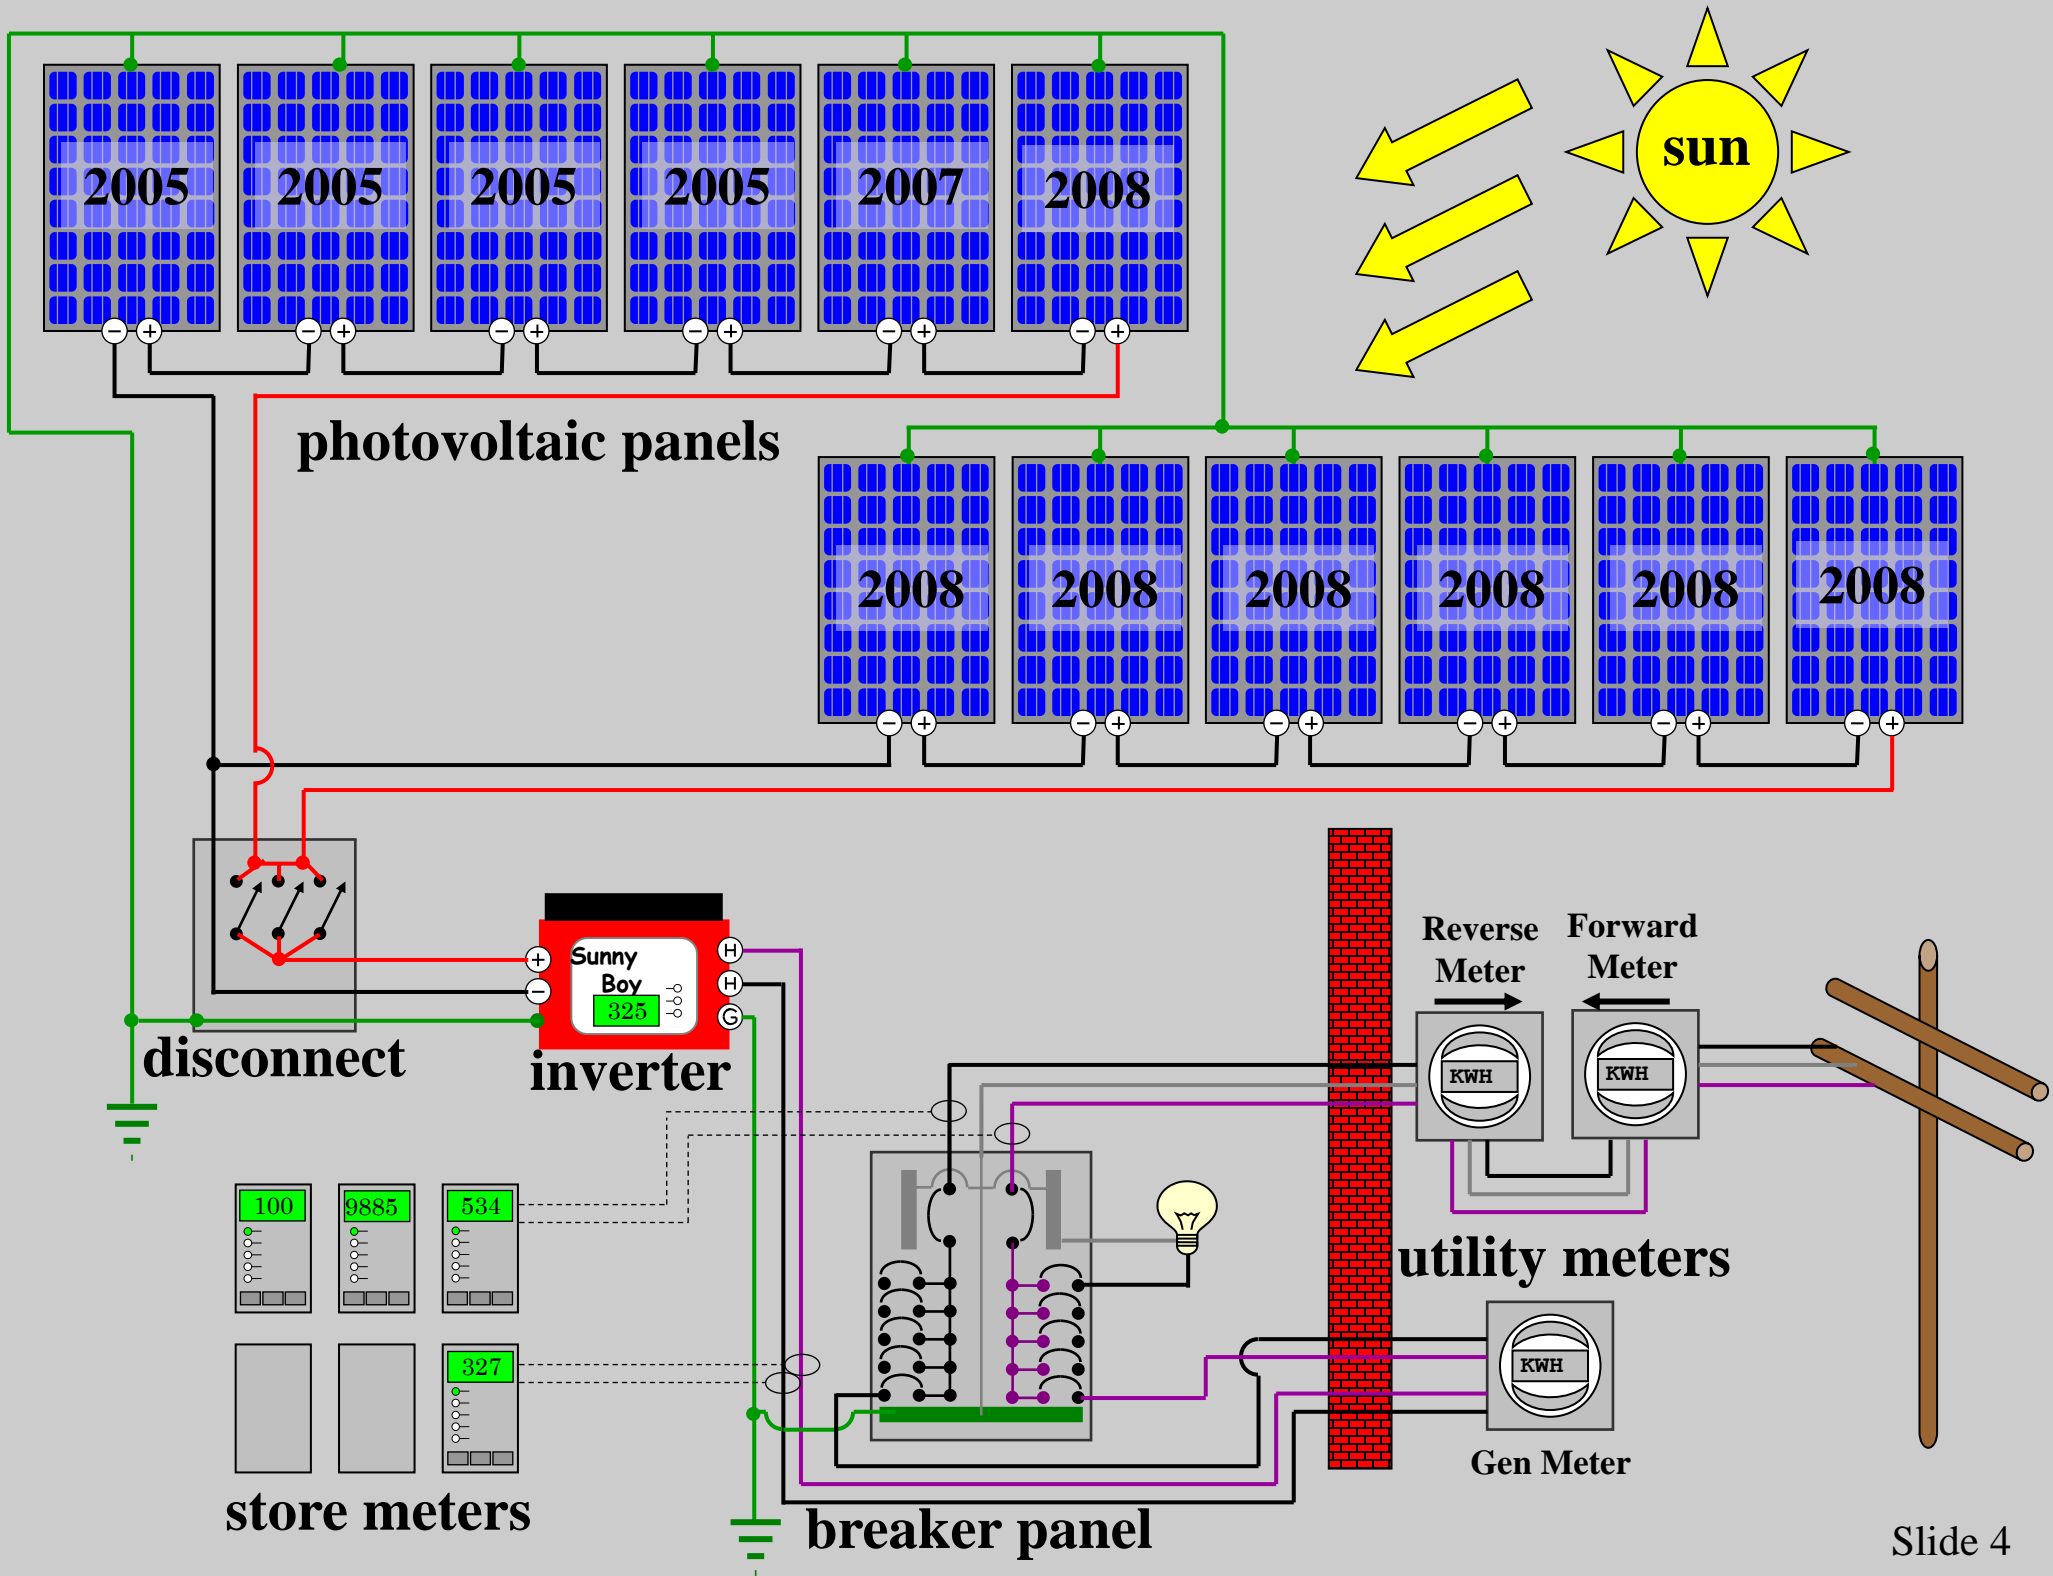 sun
2005
2005
2005
2005
2007
2008
− + − + − + − + − + − +
photovoltaic panels
2008
2008
2008
2008
2008
2008
− + − + − + − + − + − +
disconnect
+
−
Sunny
Boy
325
H
H
G
inverter
Reverse
Meter
Forward
Meter
KWH
KWH
utility meters
KWH
Gen Meter
100
9885
534
327
store meters
breaker panel
Slide 4